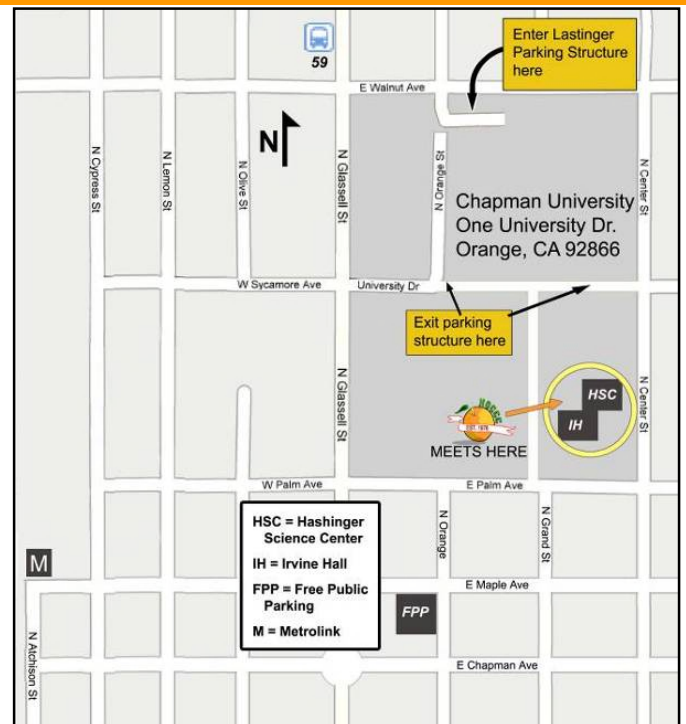 Enter Lastinger
Parking Structure
here
59
E Walnut Ave
N
N Cypress St
N Lemon St
N Olive St
N Glassell St
N Orange St
N Center St
Chapman University
One University Dr.
Orange, CA 92866
W Sycamore Ave
University Dr
Exit parking
structure here
N Glassell St
N Center St
HSC
IH
EST. 1976
MEETS HERE
W Palm Ave
E Palm Ave
HSC = Hashinger
Science Center
IH = Irvine Hall
FPP = Free Public
Parking
M = Metrolink
N Orange
N Grand St
M
E Maple Ave
FPP
N Atchison St
E Chapman Ave